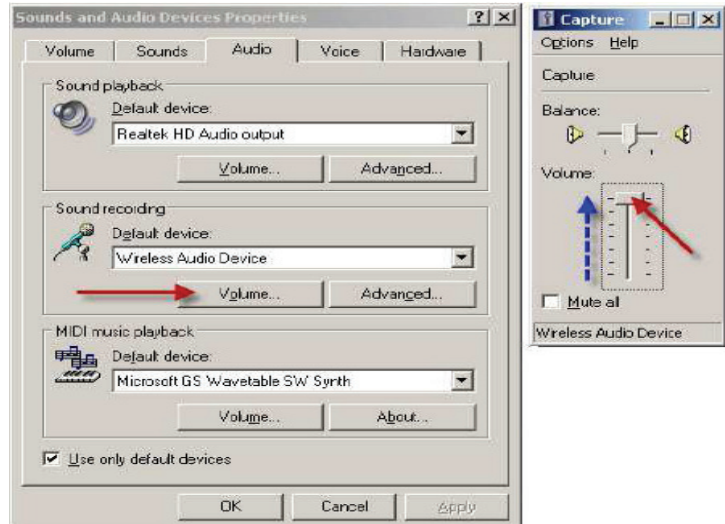 Sounds and Audio Devices Properties
Volume Sounds Audio Voice Hardware
Sound playback
Default device:
Realtek HD Audio output
Volume... Advanced...
Sound recording
Default device:
Wireless Audio Device
Volume... Advanced...
MIDI music playback
Default device:
Microsoft GS Wavetable SW Synth
Volume... About...
Use only default devices
OK Cancel Apply
Capture
Options Help
Capture
Balance:
Volume:
Mute all
Wireless Audio Device